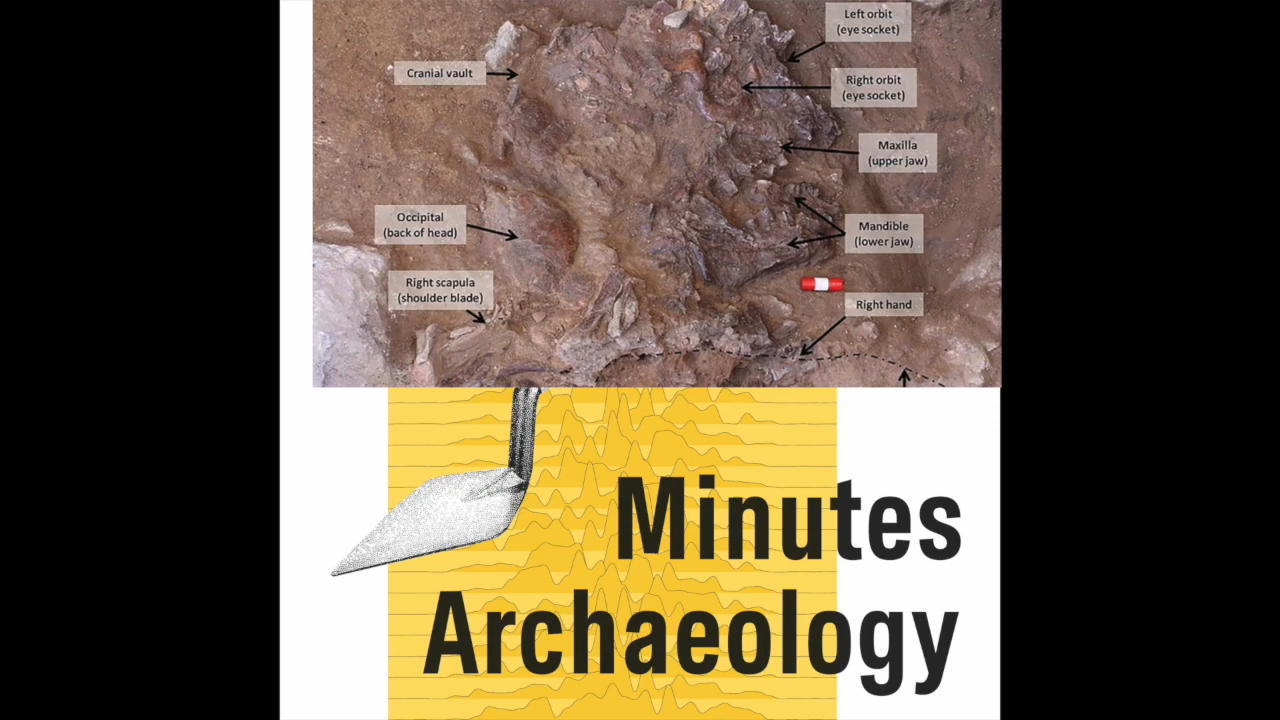 Left orbit
(eye socket)
Cranial vault
Right orbit
(eye socket)
Maxilla
(upper jaw)
Occipital
(back of head)
Mandible
(lower jaw)
Right scapula
(shoulder blade)
Right hand
Minutes
Archaeology